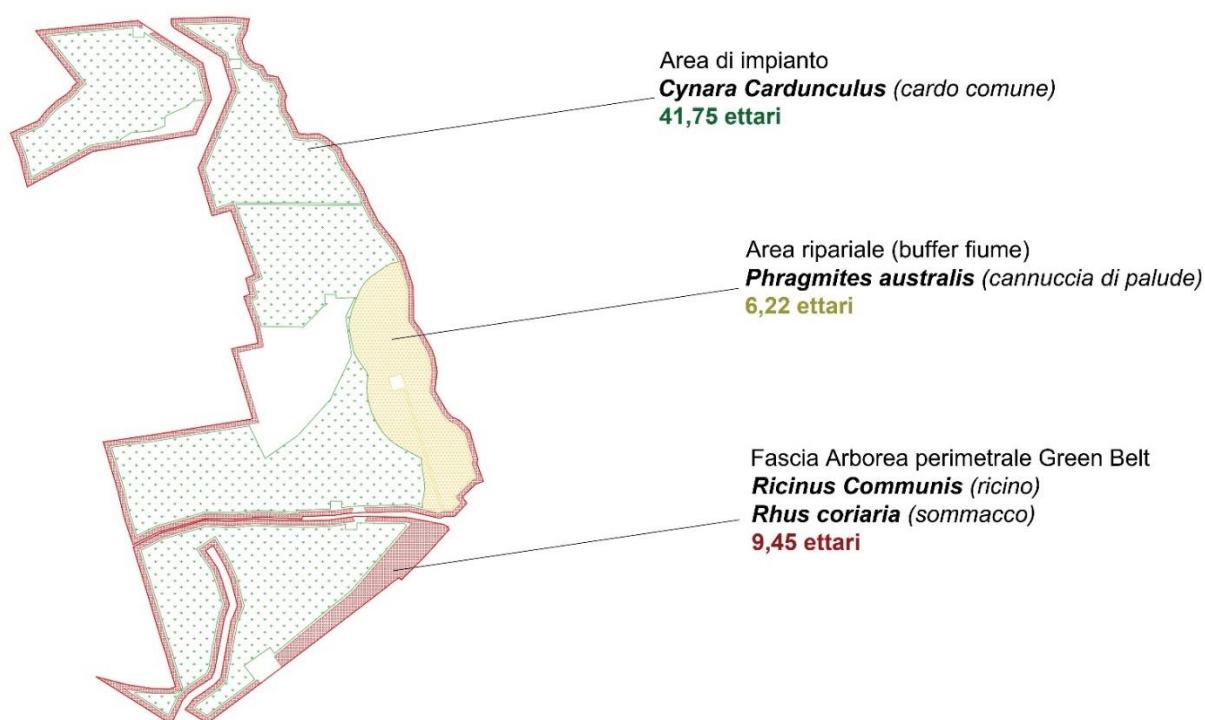 Area di impianto
Cynara Cardunculus (cardo comune)
41,75 ettari
Area ripariale (buffer fiume)
Phragmites australis (cannuccia di palude)
6,22 ettari
Fascia Arborea perimetrale Green Belt
Ricinus Communis (ricino)
Rhus coriaria (sommacco)
9,45 ettari